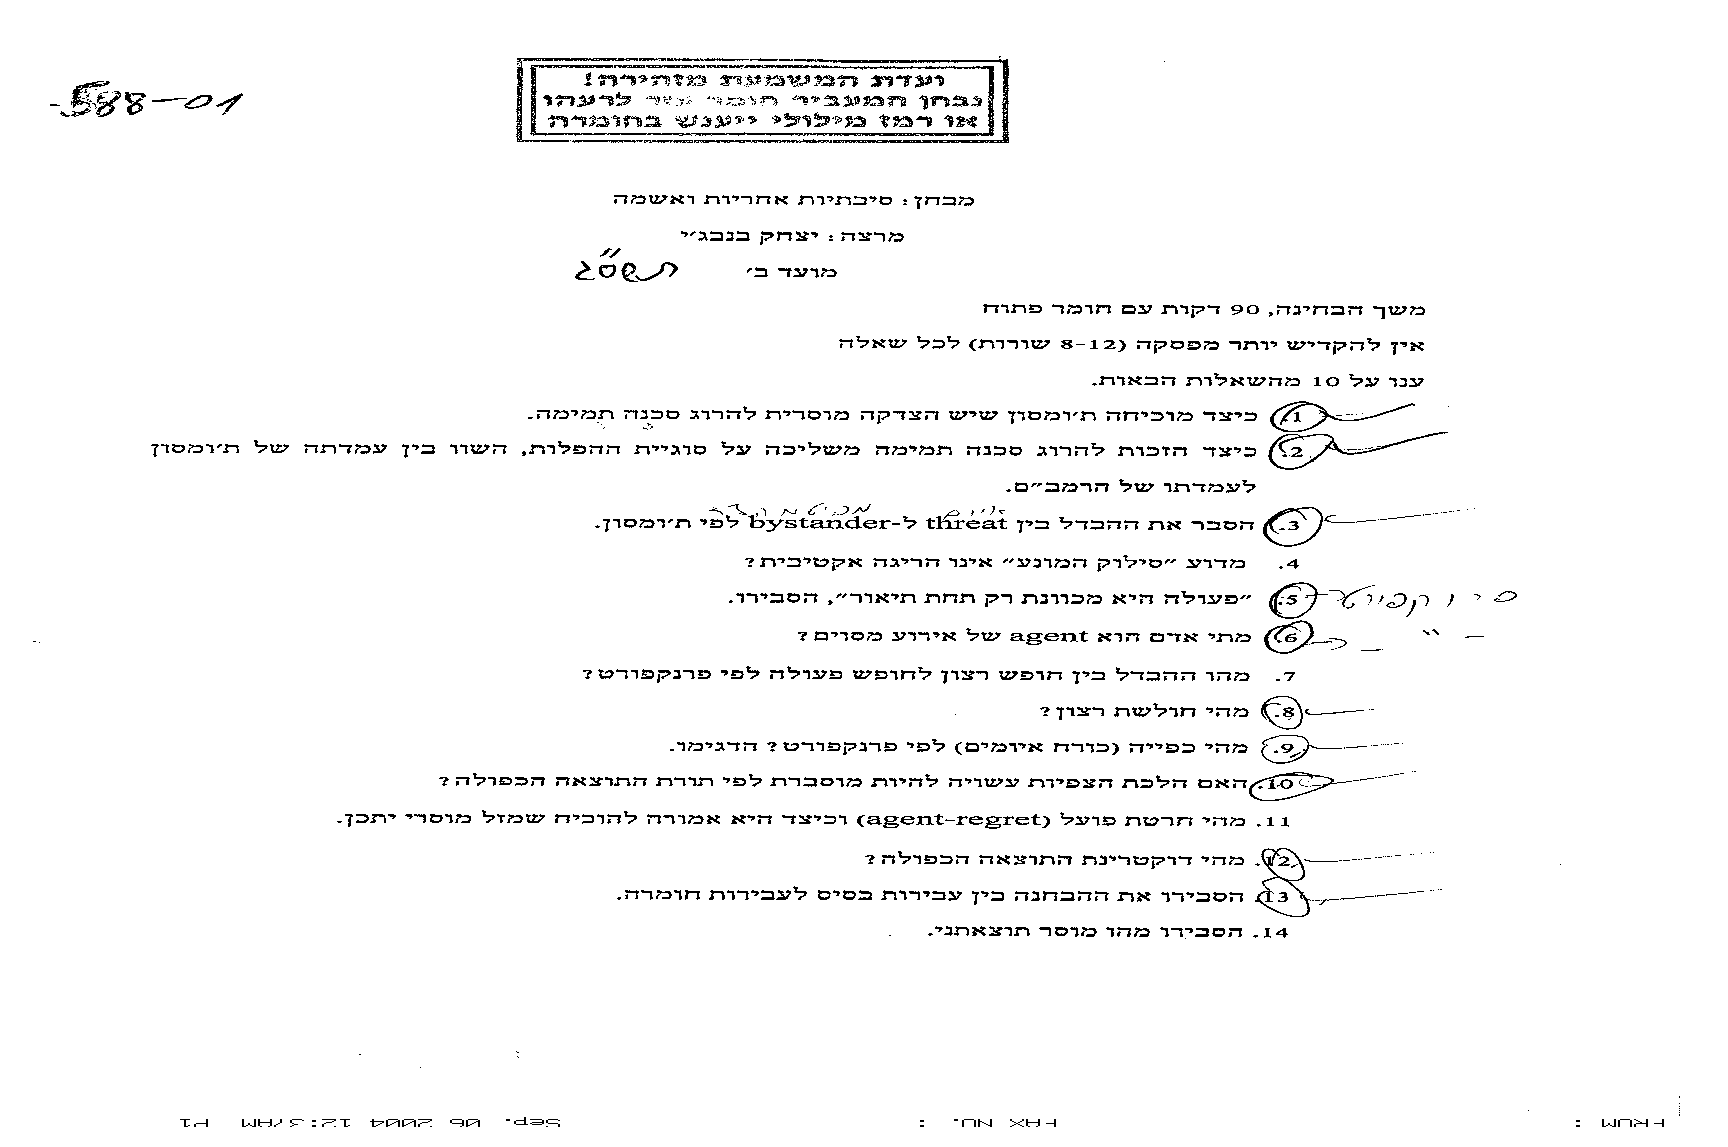 ועדת המשמעת מזהירה!
נבחן המעביר חומר עזר לרעהו
או רמז מילולי ייענש בחומרה
588-01
מבחן: סיבתיות אחריות ואשמה
מרצה: יצחק בנבג'י
מועד ב' תשס"ג
משך הבחינה, 90 דקות עם חומר פתוח
אין להקדיש יותר מפסקה (8-12 שורות) לכל שאלה
ענו על 10 מהשאלות הבאות.
1. כיצד מוכיחה ת'ומסון שיש הצדקה מוסרית להרוג סכנה תמימה.
2. כיצד הזכות להרוג סכנה תמימה משליכה על סוגיית ההפלות, השוו בין עמדתה של ת'ומסון
לעמדתו של הרמב"ם.
3. הסבר את ההבדל בין threat ל-bystander לפי ת'ומסון.
4. מדוע "סילוק המונע" אינו הריגה אקטיבית?
5. "פעולה היא מכוונת רק תחת תיאור", הסבירו.
6. מתי אדם הוא agent של אירוע מסוים?
7. מהו ההבדל בין חופש רצון לחופש פעולה לפי פרנקפורט?
8. מהי חולשת רצון?
9. מהי כפייה (כורח איומים) לפי פרנקפורט? הדגימו.
10. האם הלכת הצפיות עשויה להיות מוסברת לפי תורת התוצאה הכפולה?
11. מהי חרטת פועל (agent-regret) וכיצד היא אמורה להוכיח שמזל מוסרי יתכן.
12. מהי דוקטרינת התוצאה הכפולה?
13. הסבירו את ההבחנה בין עבירות בסיס לעבירות חומרה.
14. הסבירו מהו מוסר תוצאתני.
FROM : FAX NO. : Sep. 06 2004 12:37AM P1